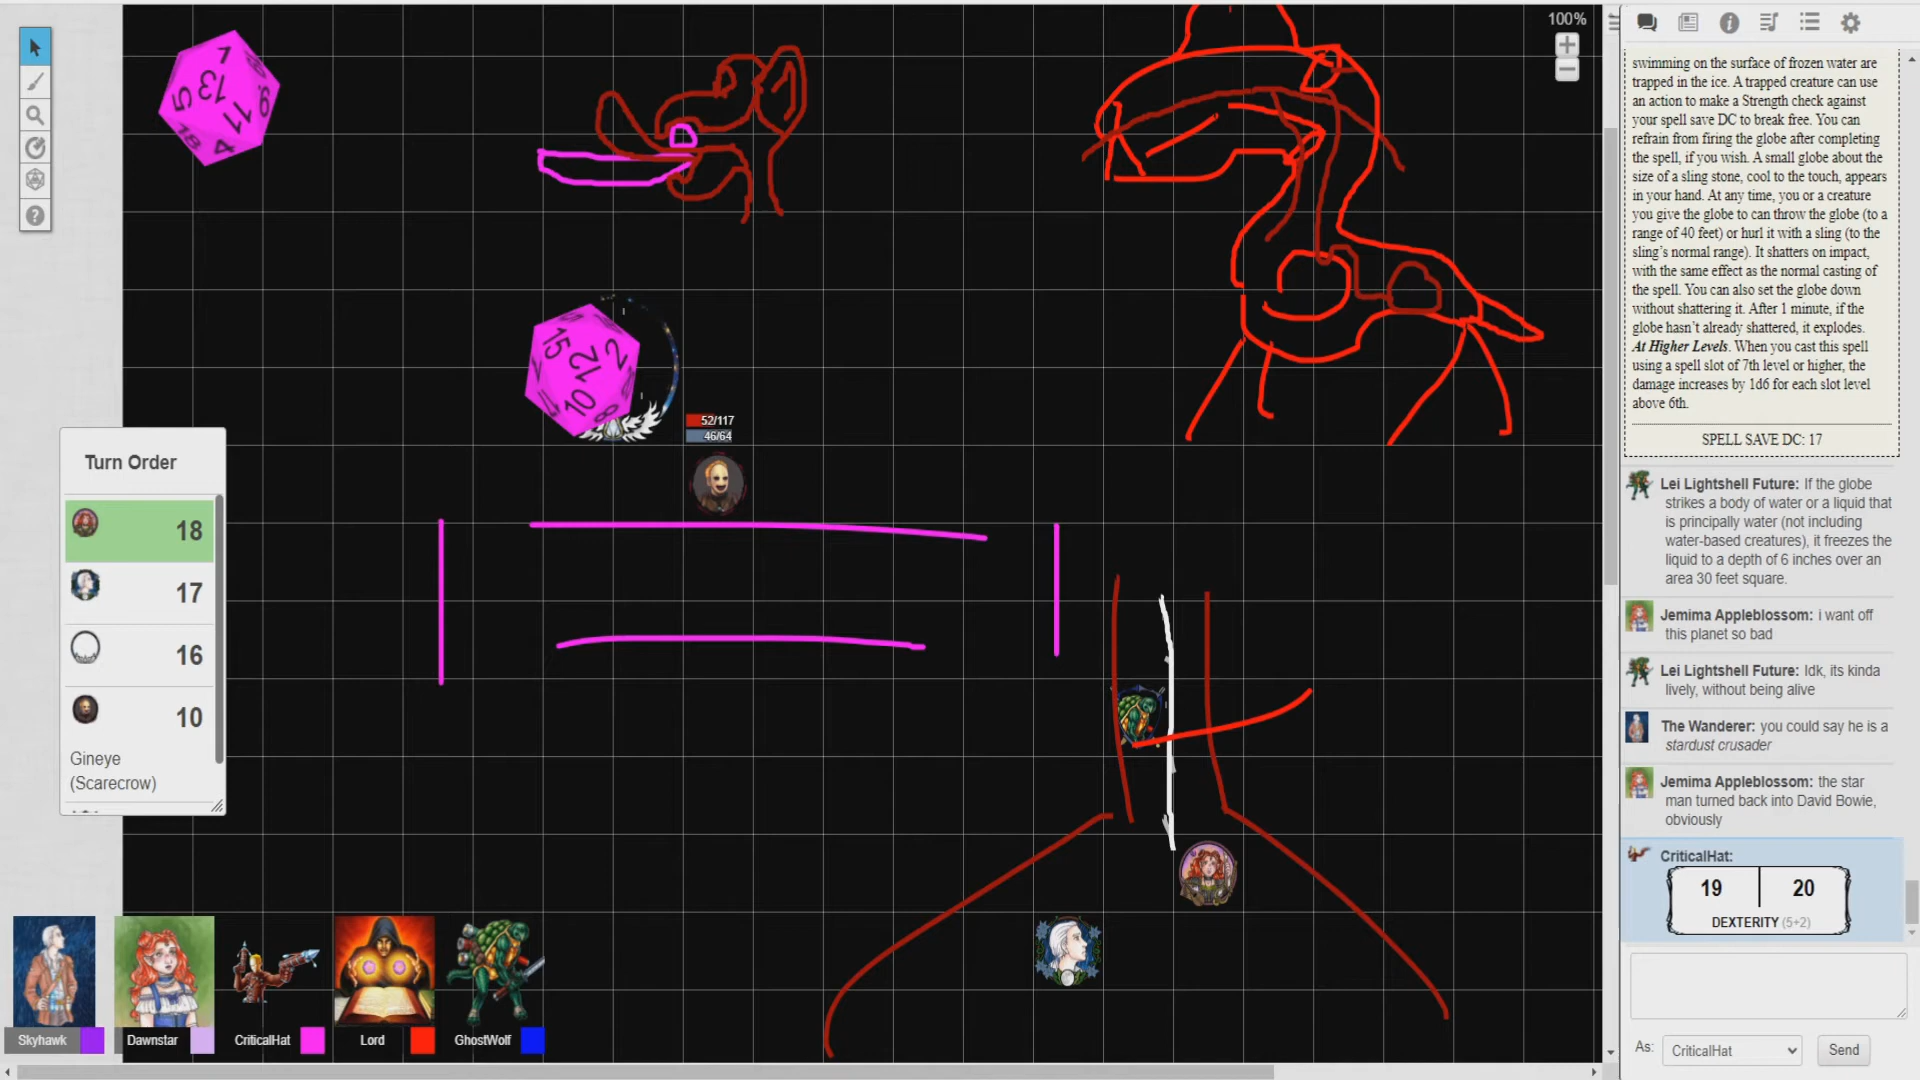 100%
7
13
5
11
9
18
4
15
12
2
10
8
52/117
46/64
Turn Order
18
17
16
10
Gineye
(Scarecrow)
Skyhawk
Dawnstar
CriticalHat
Lord
GhostWolf
swimming on the surface of frozen water are
trapped in the ice. A trapped creature can use
an action to make a Strength check against
your spell save DC to break free. You can
refrain from firing the globe after completing
the spell, if you wish. A small globe about the
size of a sling stone, cool to the touch, appears
in your hand. At any time, you or a creature
you give the globe to can throw the globe (to a
range of 40 feet) or hurl it with a sling (to the
sling's normal range). It shatters on impact,
with the same effect as the normal casting of
the spell. You can also set the globe down
without shattering it. After 1 minute, if the
globe hasn't already shattered, it explodes.
At Higher Levels. When you cast this spell
using a spell slot of 7th level or higher, the
damage increases by 1d6 for each slot level
above 6th.
SPELL SAVE DC: 17
Lei Lightshell Future: If the globe
strikes a body of water or a liquid that
is principally water (not including
water-based creatures), it freezes the
liquid to a depth of 6 inches over an
area 30 feet square.
Jemima Appleblossom: i want off
this planet so bad
Lei Lightshell Future: Idk, its kinda
lively, without being alive
The Wanderer: you could say he is a
stardust crusader
Jemima Appleblossom: the star
man turned back into David Bowie,
obviously
CriticalHat:
19 20
DEXTERITY (5+2)
As: CriticalHat Send